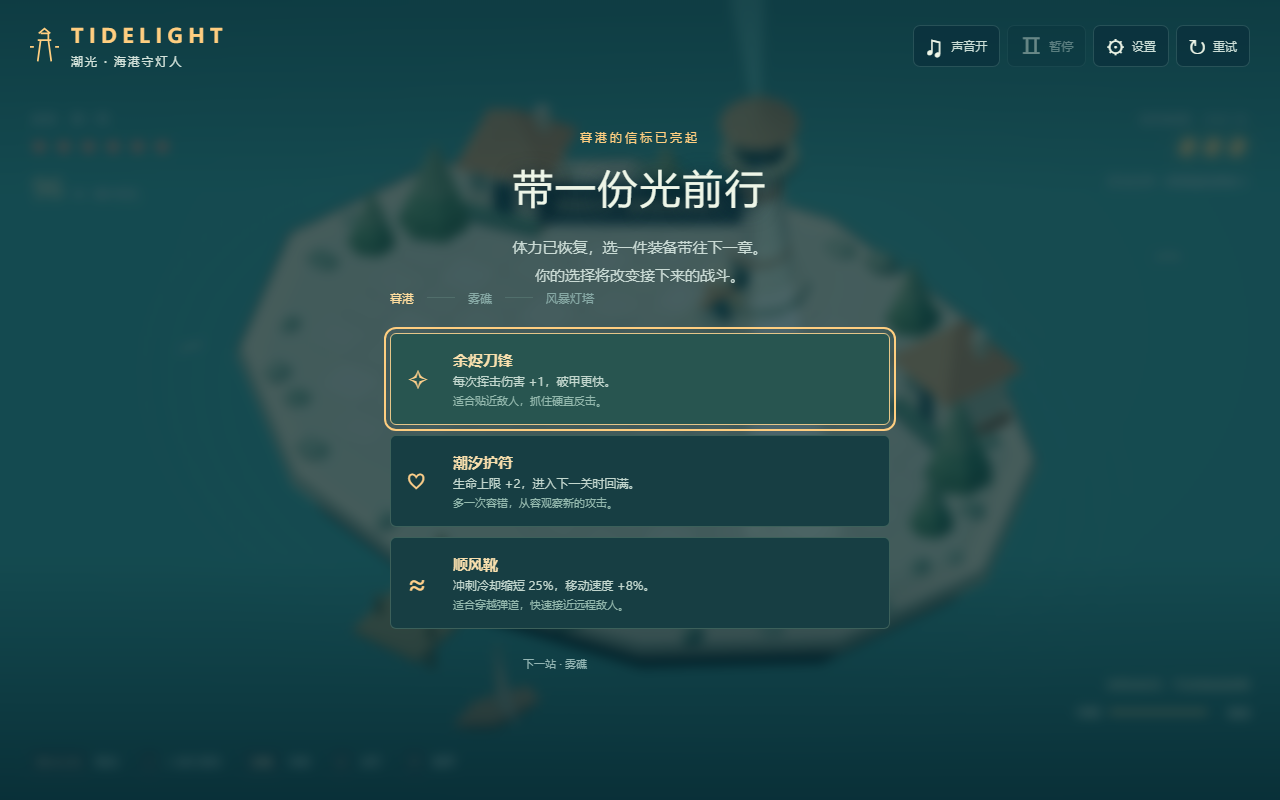 TIDELIGHT
潮光 · 海港守灯人
声音开
暂停
设置
重试
暮港的信标已亮起
带一份光前行
体力已恢复，选一件装备带往下一章。
你的选择将改变接下来的战斗。
暮港 雾礁 风暴灯塔
余烬刀锋
每次挥击伤害 +1，破甲更快。
适合贴近敌人，抓住硬直反击。
潮汐护符
生命上限 +2，进入下一关时回满。
多一次容错，从容观察新的攻击。
顺风靴
冲刺冷却缩短 25%，移动速度 +8%。
适合穿越弹道，快速接近远程敌人。
下一站 · 雾礁